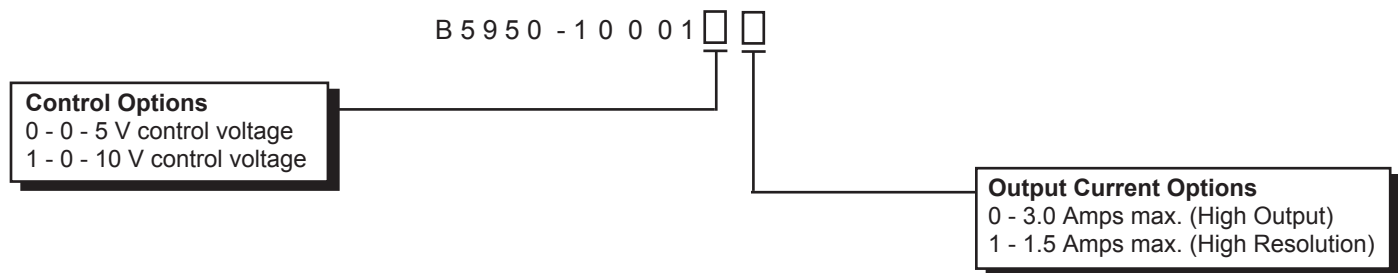 B5950-10001
Control Options
0 - 0 - 5 V control voltage
1 - 0 - 10 V control voltage
Output Current Options
0 - 3.0 Amps max. (High Output)
1 - 1.5 Amps max. (High Resolution)